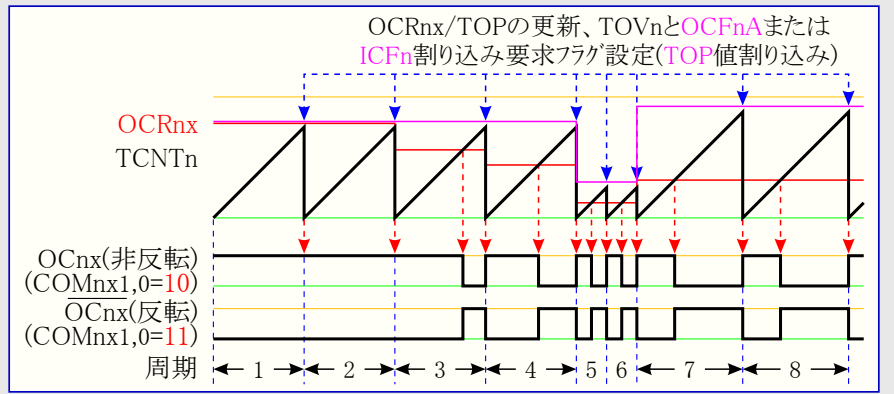 OCRnx/TOPの更新、TOVnとOCFnAまたは
ICFn割り込み要求フラグ設定(TOP値割り込み)
OCRnx
TCNTn
OCnx(非反転)
(COMnx1,0=10)
OCnx(反転)
(COMnx1,0=11)
周期 1 2 3 4 5 6 7 8